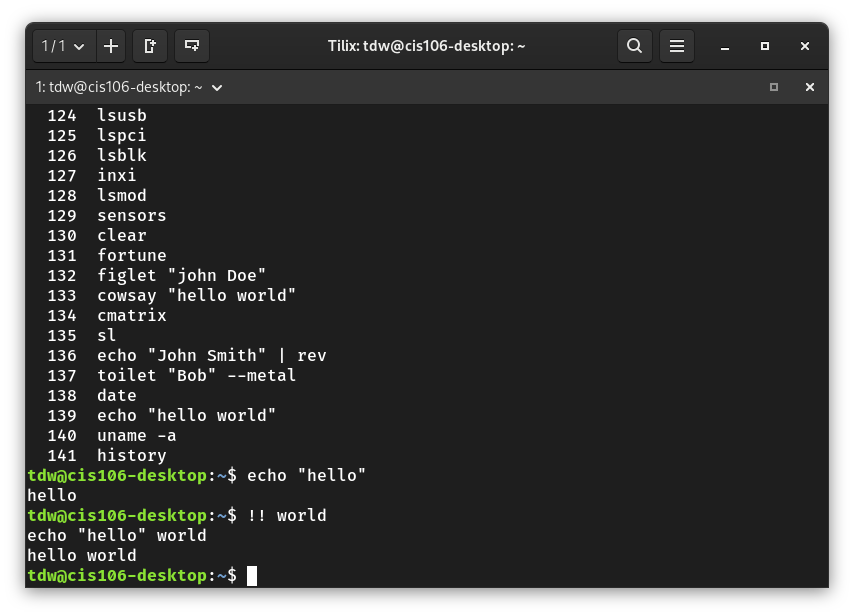 1 / 1
Tilix: tdw@cis106-desktop: ~
1: tdw@cis106-desktop: ~
124 lsusb
125 lspci
126 lsblk
127 inxi
128 lsmod
129 sensors
130 clear
131 fortune
132 figlet "john Doe"
133 cowsay "hello world"
134 cmatrix
135 sl
136 echo "John Smith" | rev
137 toilet "Bob" --metal
138 date
139 echo "hello world"
140 uname -a
141 history
tdw@cis106-desktop:~$ echo "hello"
hello
tdw@cis106-desktop:~$ !! world
echo "hello" world
hello world
tdw@cis106-desktop:~$